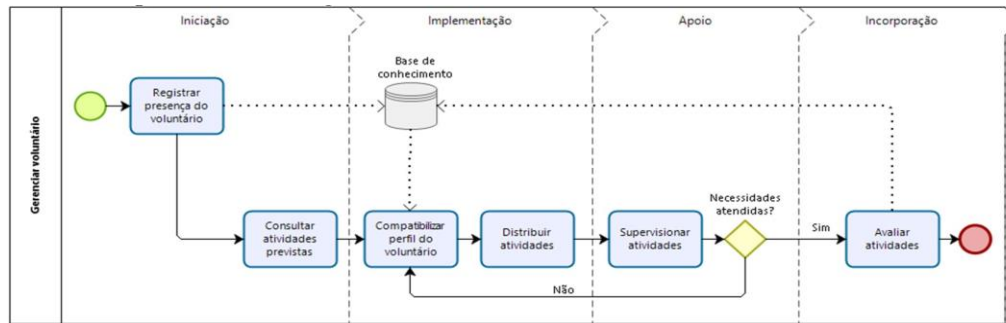 Iniciação
Implementação
Apoio
Incorporação
Gerenciar voluntário
Registrar
presença do
voluntário
Base de
conhecimento
Consultar
atividades
previstas
Compatibilizar
perfil do
voluntário
Distribuir
atividades
Supervisionar
atividades
Necessidades
atendidas?
Sim
Não
Avaliar
atividades